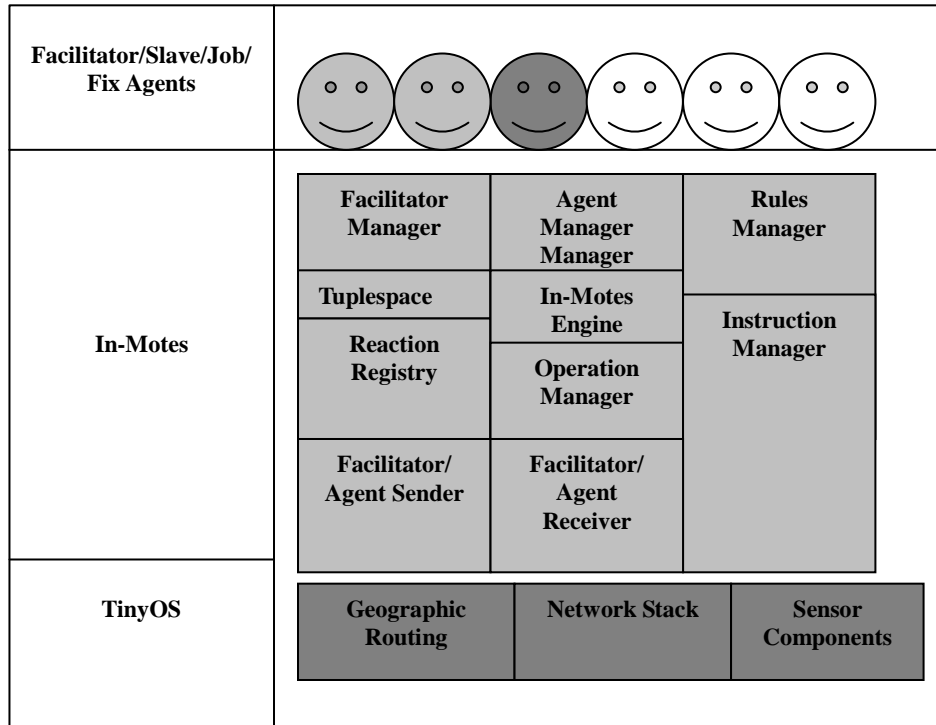 Facilitator/Slave/Job/
Fix Agents
In-Motes
Facilitator
Manager
Agent
Manager
Manager
Rules
Manager
Tuplespace
In-Motes
Engine
Instruction
Manager
Reaction
Registry
Operation
Manager
Facilitator/
Agent Sender
Facilitator/
Agent
Receiver
TinyOS
Geographic
Routing
Network Stack
Sensor
Components